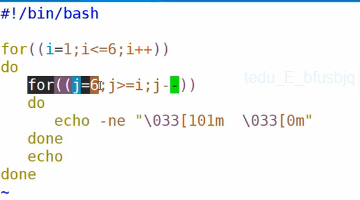 #!/bin/bash
for((i=1;i<=6;i++))
do
   for((j=6;j>=i;j--))
   do
      echo -ne "\033[101m  \033[0m"
   done
   echo
done
~
tedu_E_bfusbjq